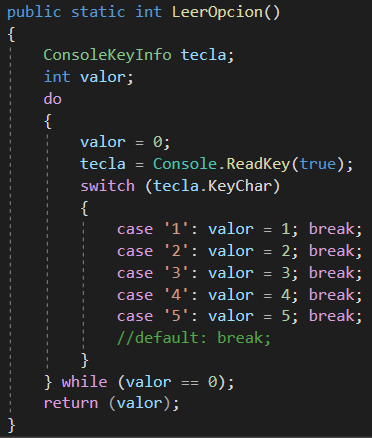 public static int LeerOpcion()
{
    ConsoleKeyInfo tecla;
    int valor;
    do
    {
        valor = 0;
        tecla = Console.ReadKey(true);
        switch (tecla.KeyChar)
        {
            case '1': valor = 1; break;
            case '2': valor = 2; break;
            case '3': valor = 3; break;
            case '4': valor = 4; break;
            case '5': valor = 5; break;
            //default: break;
        }
    } while (valor == 0);
    return (valor);
}